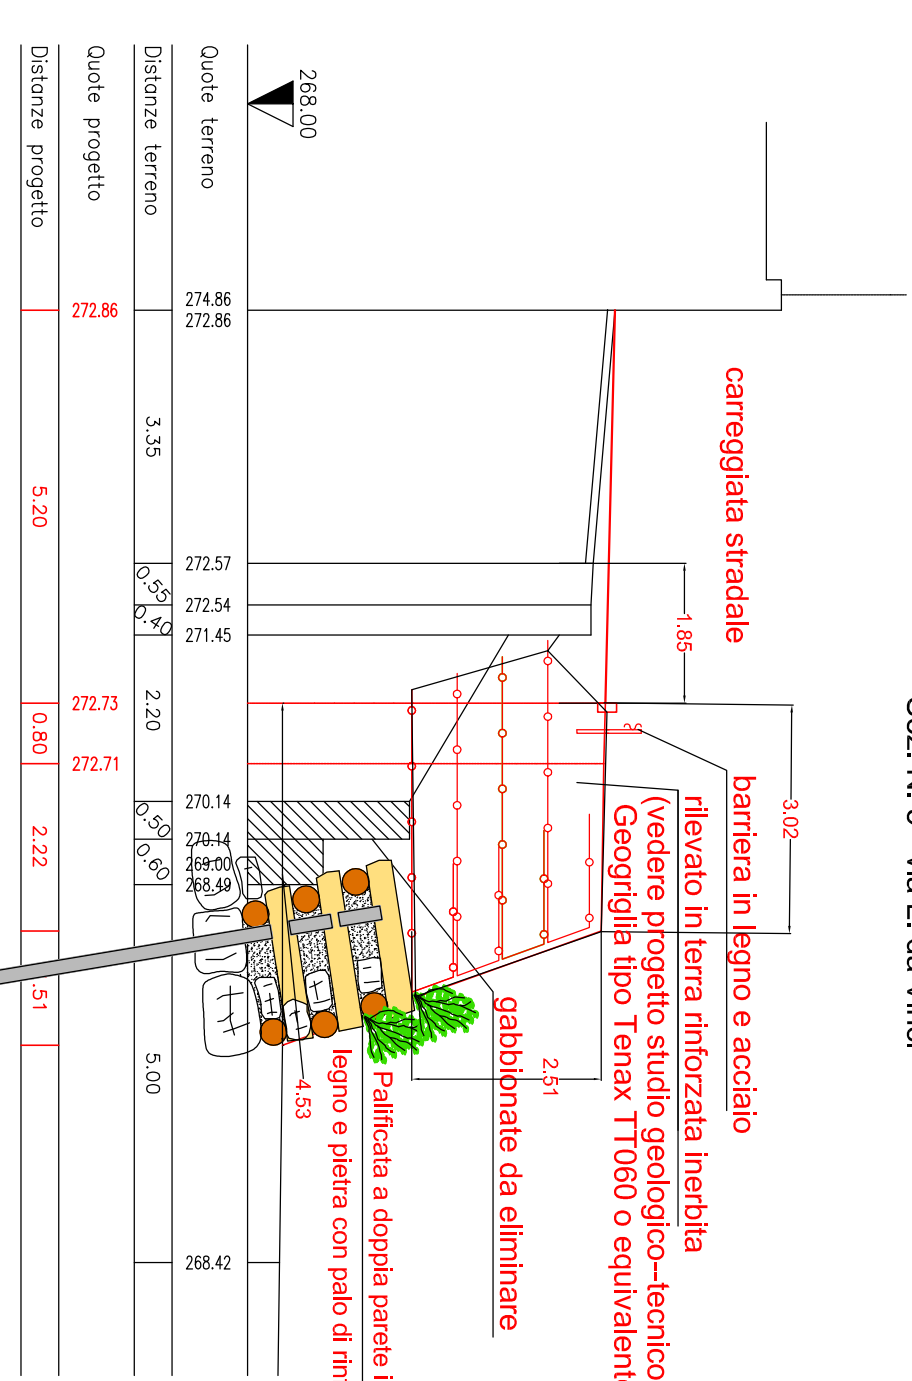 carreggiata stradale
barriera in legno e acciaio
rilevato in terra rinforzata inerbita
(vedere progetto studio geologico-tecnico
Geogriglia tipo Tenax TT060 o equivalent
gabbionate da eliminare
Palificata a doppia parete i
legno e pietra con palo di rin
3.02
1.85
2.51
4.53
268.00
Quote terreno
274.86
272.86
272.57
272.54
271.45
270.14
270.14
269.00
268.49
268.42
Distanze terreno
3.35
0.55
0.40
2.20
0.50
0.60
5.00
Quote progetto
272.86
272.73
272.71
Distanze progetto
5.20
0.80
2.22
.51